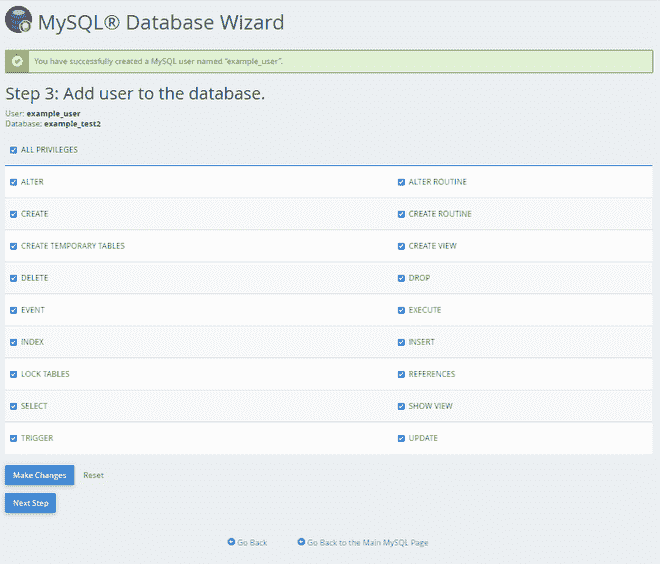 MySQL® Database Wizard
You have successfully created a MySQL user named "example_user".
Step 3: Add user to the database.
User: example_user
Database: example_test2
ALL PRIVILEGES
ALTER
ALTER ROUTINE
CREATE
CREATE ROUTINE
CREATE TEMPORARY TABLES
CREATE VIEW
DELETE
DROP
EVENT
EXECUTE
INDEX
INSERT
LOCK TABLES
REFERENCES
SELECT
SHOW VIEW
TRIGGER
UPDATE
Make Changes Reset
Next Step
Go Back Go Back to the Main MySQL Page